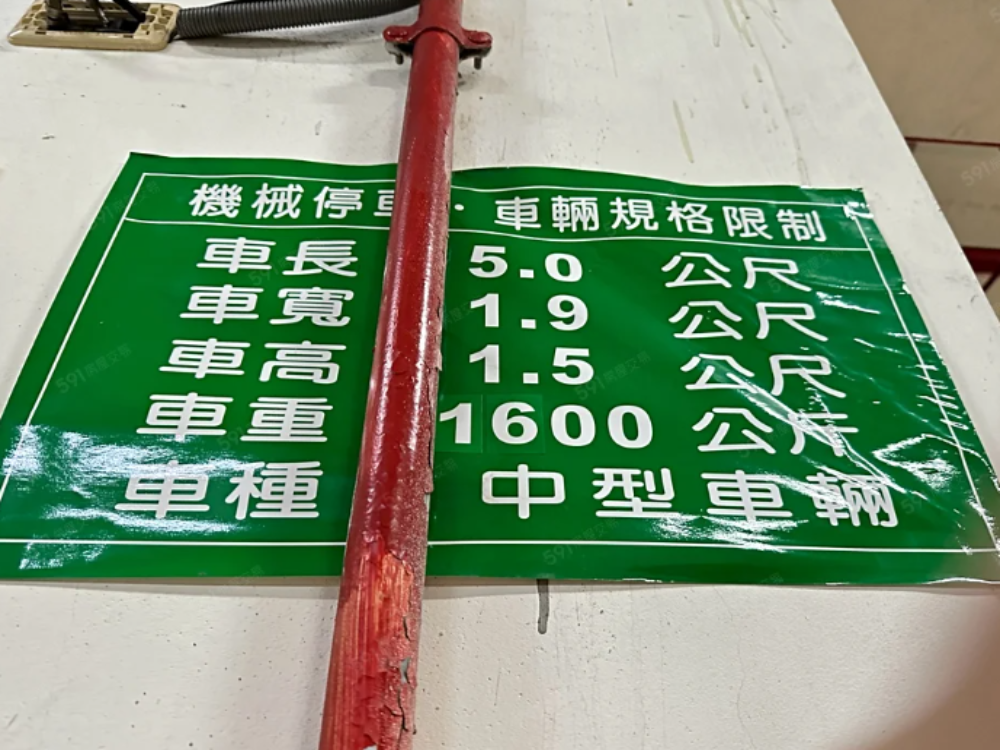 機械停車·車輛規格限制
車長 5.0 公尺
車寬 1.9 公尺
車高 1.5 公尺
車重 1600 公斤
車種 中型車輛